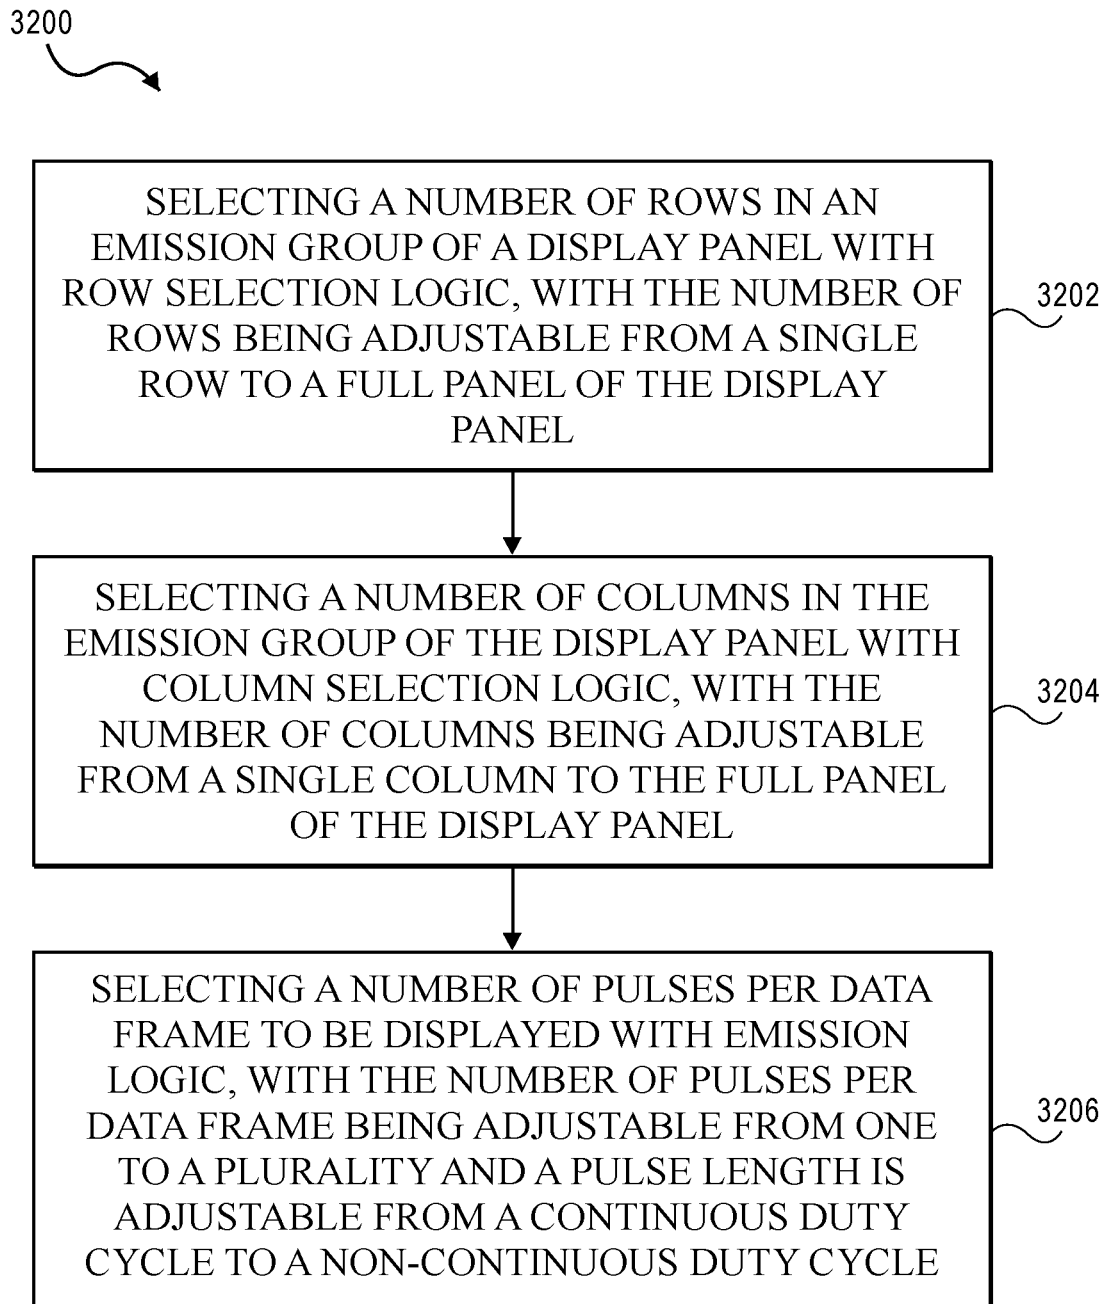 3200
SELECTING A NUMBER OF ROWS IN AN
EMISSION GROUP OF A DISPLAY PANEL WITH
ROW SELECTION LOGIC, WITH THE NUMBER OF
ROWS BEING ADJUSTABLE FROM A SINGLE
ROW TO A FULL PANEL OF THE DISPLAY
PANEL
3202
SELECTING A NUMBER OF COLUMNS IN THE
EMISSION GROUP OF THE DISPLAY PANEL WITH
COLUMN SELECTION LOGIC, WITH THE
NUMBER OF COLUMNS BEING ADJUSTABLE
FROM A SINGLE COLUMN TO THE FULL PANEL
OF THE DISPLAY PANEL
3204
SELECTING A NUMBER OF PULSES PER DATA
FRAME TO BE DISPLAYED WITH EMISSION
LOGIC, WITH THE NUMBER OF PULSES PER
DATA FRAME BEING ADJUSTABLE FROM ONE
TO A PLURALITY AND A PULSE LENGTH IS
ADJUSTABLE FROM A CONTINUOUS DUTY
CYCLE TO A NON-CONTINUOUS DUTY CYCLE
3206